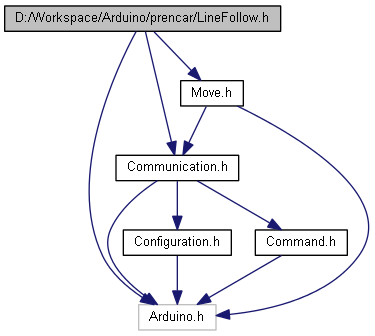 D:/Workspace/Arduino/prencar/LineFollow.h
Move.h
Communication.h
Configuration.h
Command.h
Arduino.h